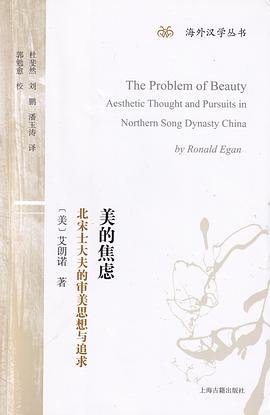 海外汉学丛书
The Problem of Beauty
Aesthetic Thought and Pursuits in
Northern Song Dynasty China
by Ronald Egan
杜斐然 刘鹏 潘玉涛 译
郭勉愈 校
美的焦虑
北宋士大夫的审美思想与追求
〔美〕艾朗诺 著
上海古籍出版社